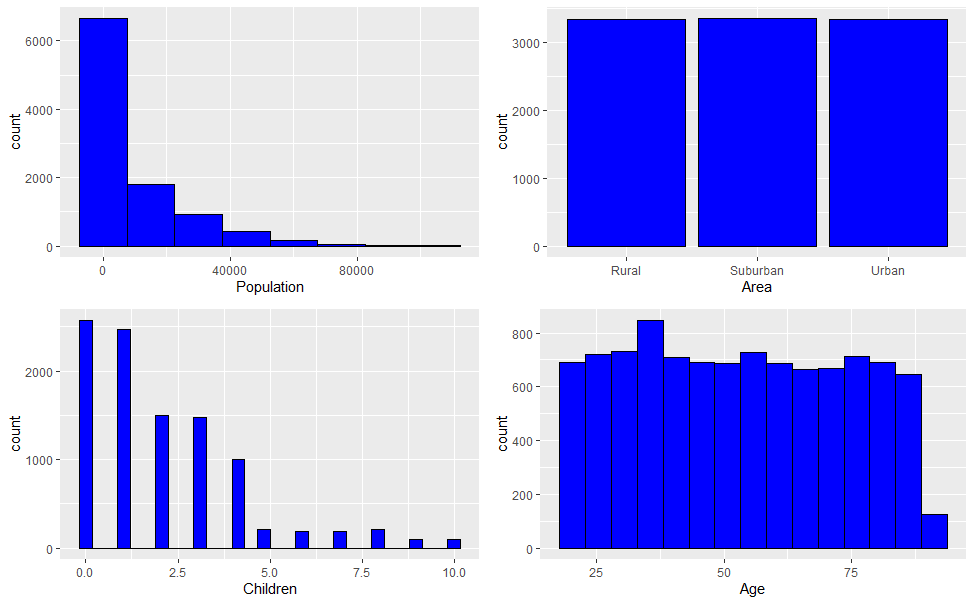 6000
4000
2000
0
count
0 40000 80000
Population
3000
2000
1000
0
count
Rural Suburban Urban
Area
2000
1000
0
count
0.0 2.5 5.0 7.5 10.0
Children
800
600
400
200
0
count
25 50 75
Age